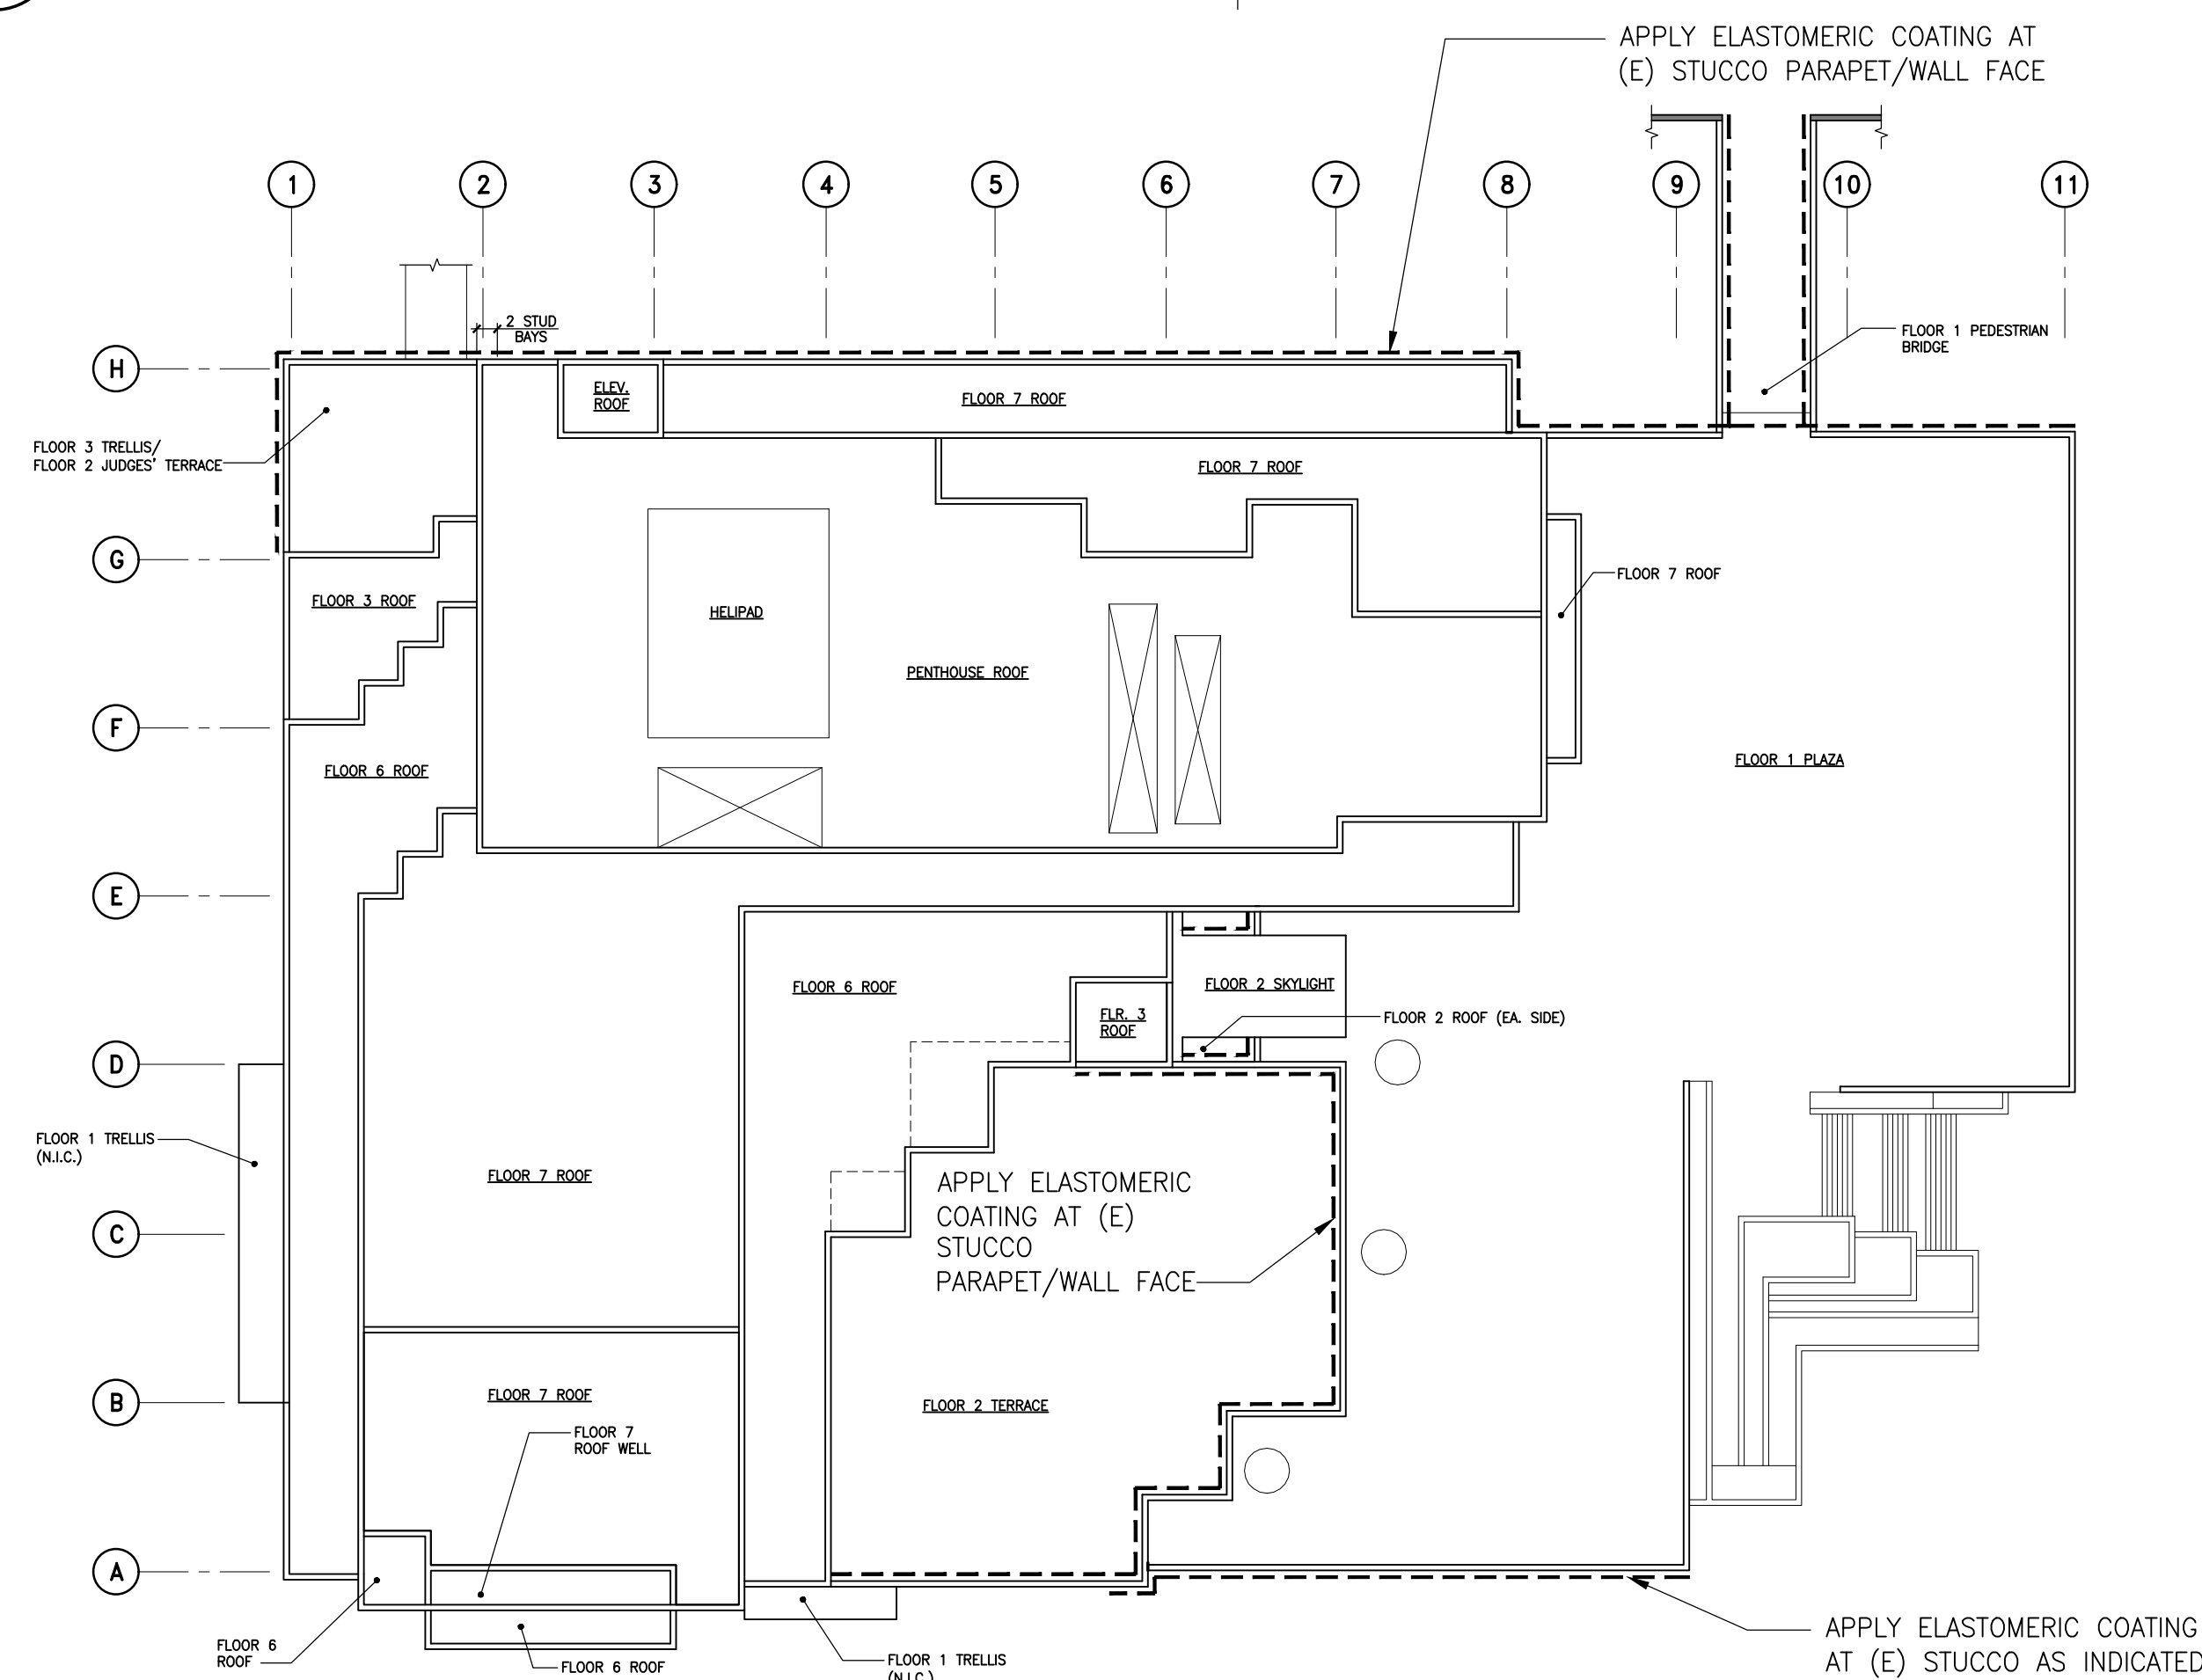 APPLY ELASTOMERIC COATING AT
(E) STUCCO PARAPET/WALL FACE
1
2
3
4
5
6
7
8
9
10
11
2 STUD
BAYS
FLOOR 1 PEDESTRIAN
BRIDGE
H
ELEV.
ROOF
FLOOR 7 ROOF
FLOOR 3 TRELLIS/
FLOOR 2 JUDGES' TERRACE
FLOOR 7 ROOF
G
FLOOR 7 ROOF
FLOOR 3 ROOF
HELIPAD
PENTHOUSE ROOF
F
FLOOR 6 ROOF
FLOOR 1 PLAZA
E
FLOOR 6 ROOF
FLOOR 2 SKYLIGHT
FLR. 3
ROOF
FLOOR 2 ROOF (EA. SIDE)
D
FLOOR 1 TRELLIS
(N.I.C.)
FLOOR 7 ROOF
APPLY ELASTOMERIC
COATING AT (E)
STUCCO
PARAPET/WALL FACE
C
B
FLOOR 7 ROOF
FLOOR 2 TERRACE
FLOOR 7
ROOF WELL
A
FLOOR 6
ROOF
FLOOR 6 ROOF
FLOOR 1 TRELLIS
(N.I.C.)
APPLY ELASTOMERIC COATING
AT (E) STUCCO AS INDICATED